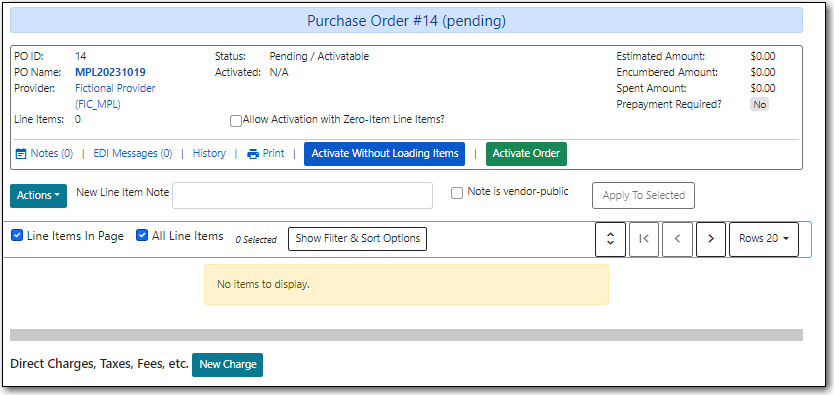 Purchase Order #14 (pending)
PO ID: 14 Status: Pending / Activatable Estimated Amount: $0.00
PO Name: MPL20231019 Activated: N/A Encumbered Amount: $0.00
Provider: Fictional Provider Spent Amount: $0.00
(FIC_MPL) Prepayment Required? No
Line Items: 0 Allow Activation with Zero-Item Line Items?
Notes (0) | EDI Messages (0) | History | Print | Activate Without Loading Items | Activate Order
Actions New Line Item Note Note is vendor-public Apply To Selected
Line Items In Page All Line Items 0 Selected Show Filter & Sort Options Rows 20
No items to display.
Direct Charges, Taxes, Fees, etc. New Charge